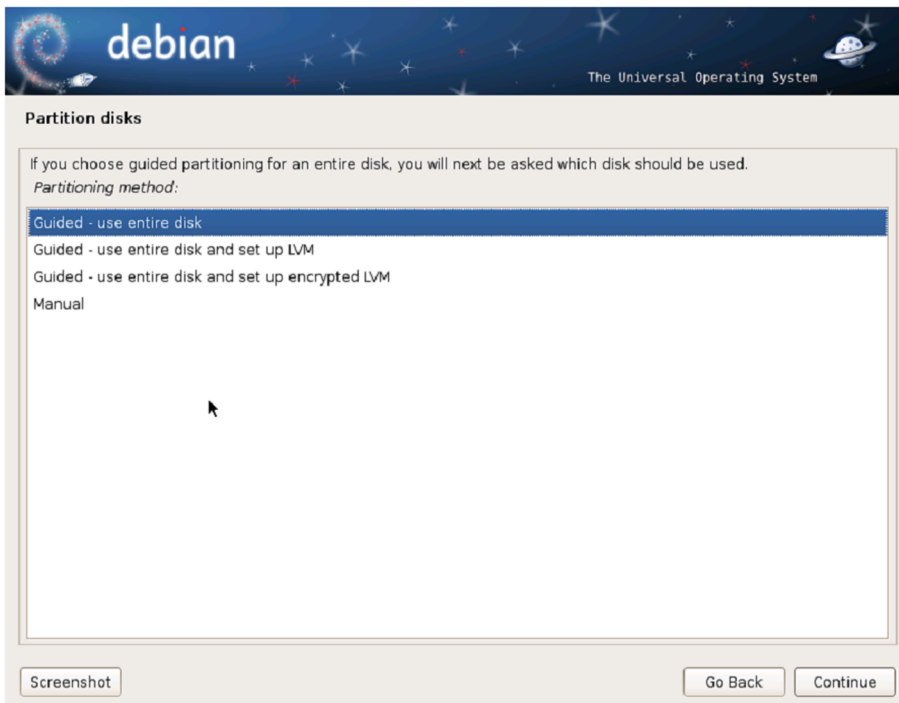 debian
The Universal Operating System
Partition disks
If you choose guided partitioning for an entire disk, you will next be asked which disk should be used.
Partitioning method:
Guided - use entire disk
Guided - use entire disk and set up LVM
Guided - use entire disk and set up encrypted LVM
Manual
Screenshot
Go Back
Continue